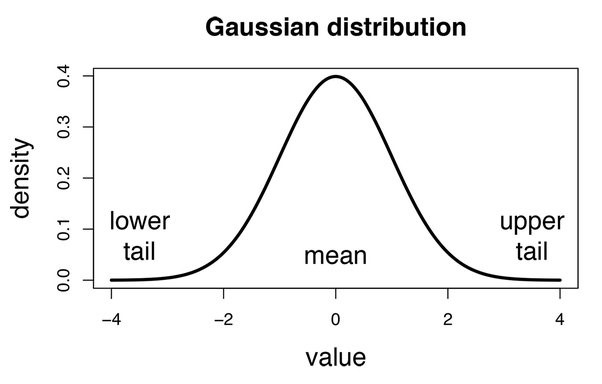 Gaussian distribution
density
0.4
0.3
0.2
0.1
0.0
lower
tail
mean
upper
tail
−4
−2
0
2
4
value